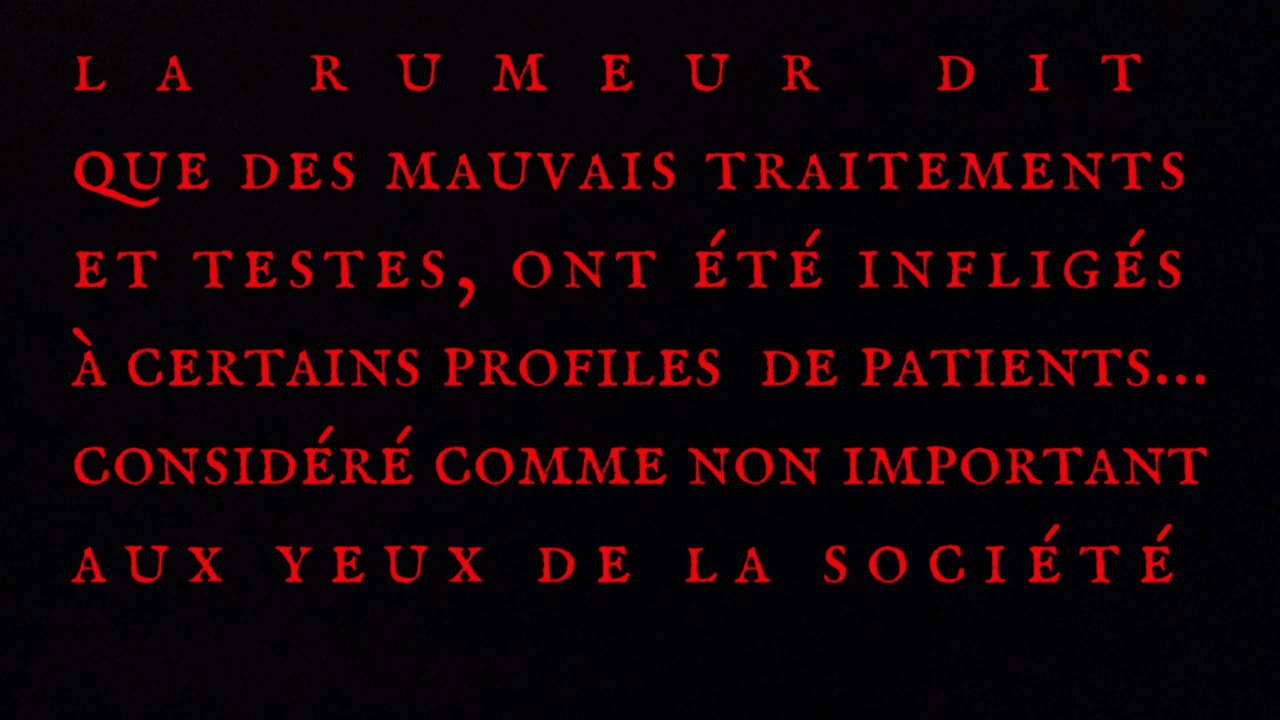 LA RUMEUR DIT
QUE DES MAUVAIS TRAITEMENTS
ET TESTES, ONT ÉTÉ INFLIGÉS
À CERTAINS PROFILES DE PATIENTS...
CONSIDÉRÉ COMME NON IMPORTANT
AUX YEUX DE LA SOCIÉTÉ